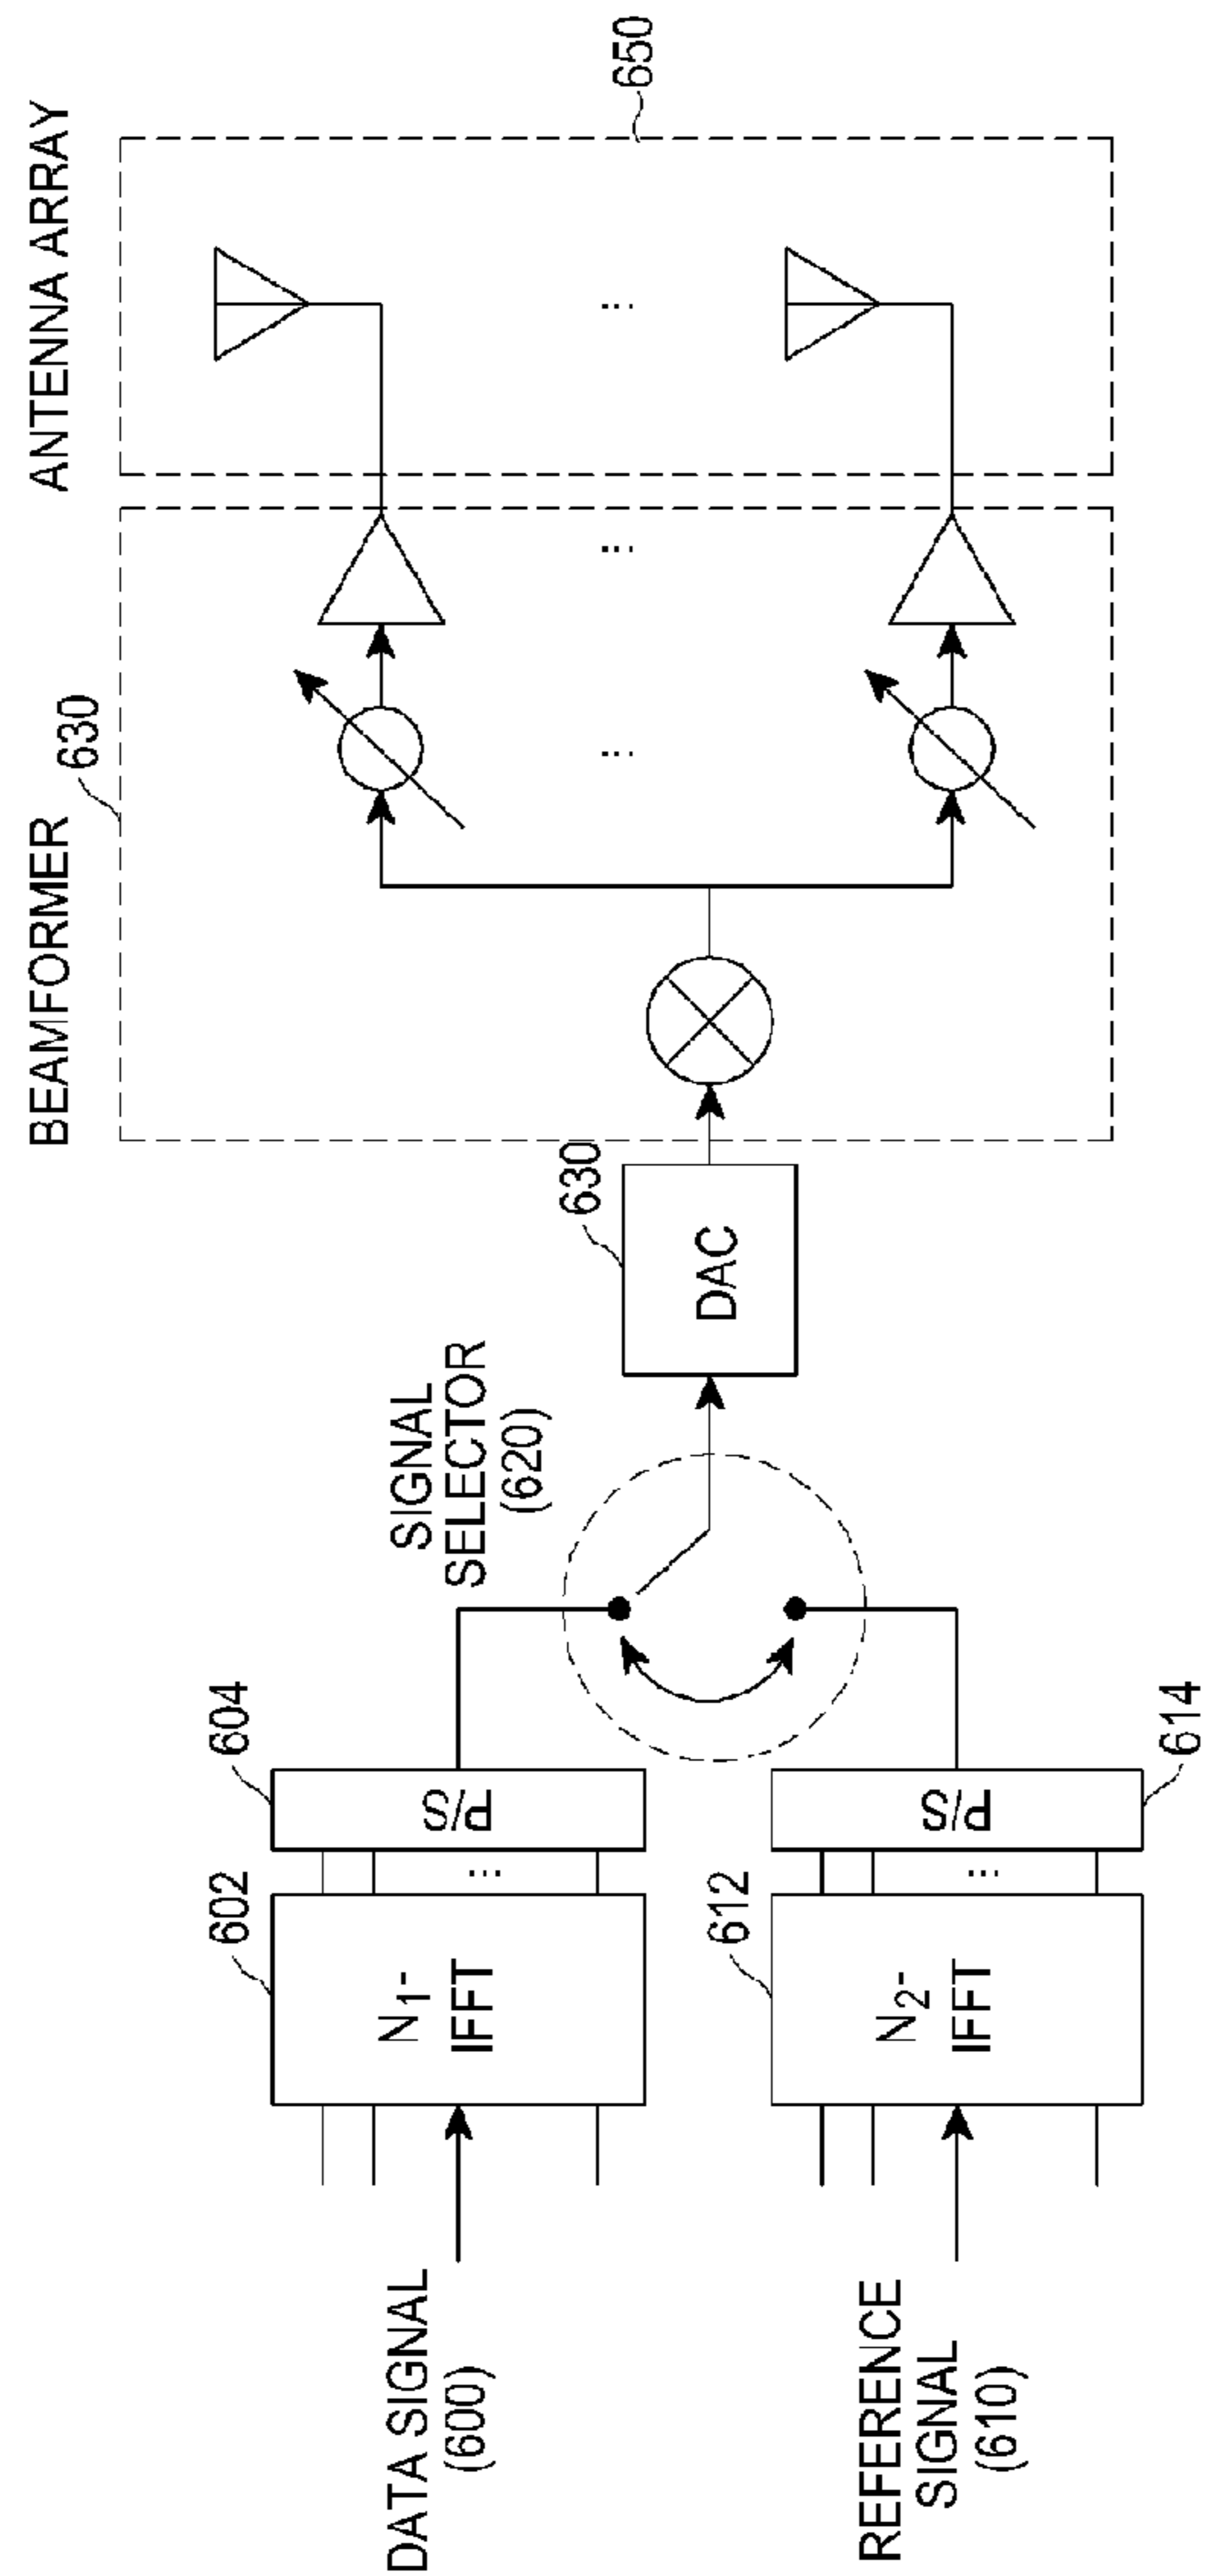 DATA SIGNAL
(600)
602
N1-
IFFT
604
P/S
REFERENCE
SIGNAL
(610)
612
N2-
IFFT
614
P/S
SIGNAL
SELECTOR
(620)
630
DAC
BEAMFORMER
630
ANTENNA ARRAY
650